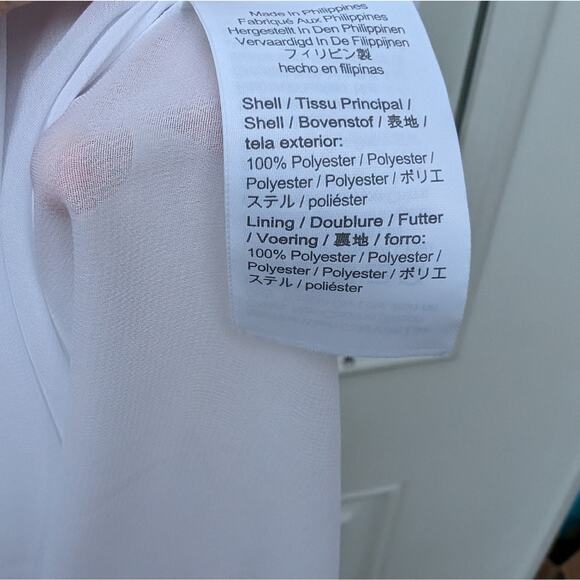 Made In Philippines
Fabriqué Aux Philippines
Hergestellt In Den Philippinen
Vervaardigd In De Filippijnen
フィリピン製
hecho en filipinas
Shell / Tissu Principal /
Shell / Bovenstof / 表地 /
tela exterior:
100% Polyester / Polyester /
Polyester / Polyester / ポリエ
ステル / poliéster
Lining / Doublure / Futter
/ Voering / 裏地 / forro:
100% Polyester / Polyester /
Polyester / Polyester / ポリエ
ステル / poliéster